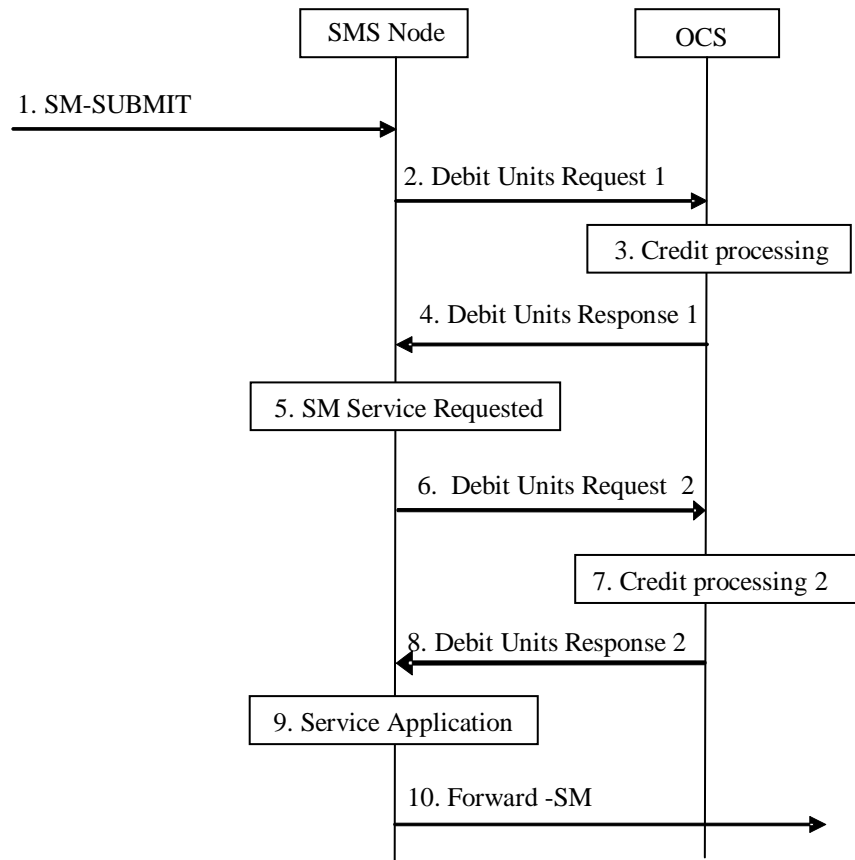 SMS Node
OCS
1. SM-SUBMIT
2. Debit Units Request 1
3. Credit processing
4. Debit Units Response 1
5. SM Service Requested
6. Debit Units Request 2
7. Credit processing 2
8. Debit Units Response 2
9. Service Application
10. Forward -SM